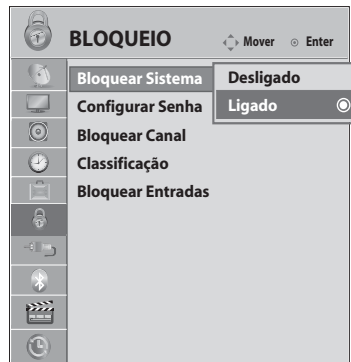 BLOQUEIO
Mover
Enter
Bloquear Sistema
Desligado
Configurar Senha
Ligado
Bloquear Canal
Classificação
Bloquear Entradas